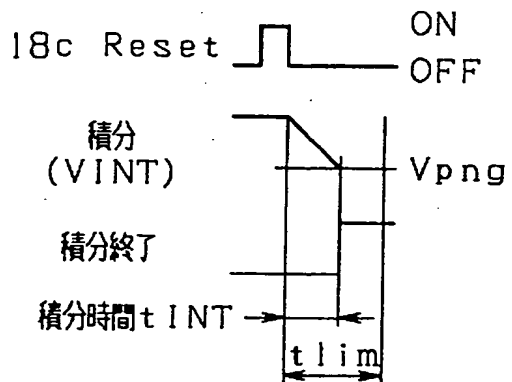 18c Reset
ON
OFF
積分
(VINT)
Vpng
積分終了
積分時間tINT
tlim